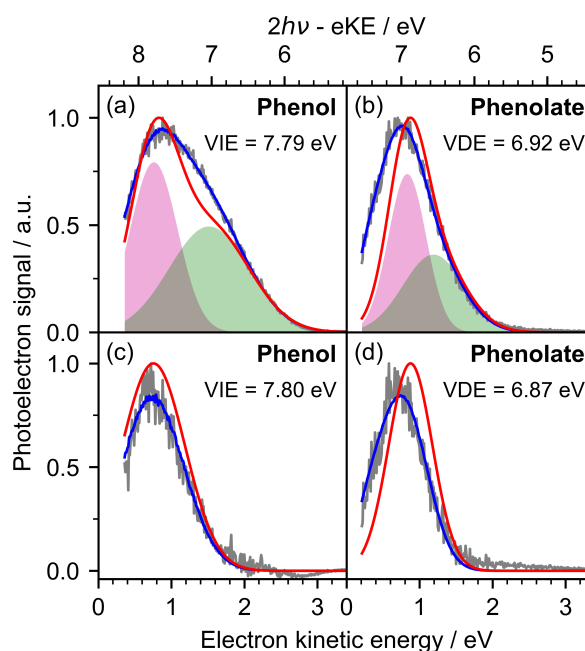 2hν - eKE / eV
8 7 6
7 6 5
(a) Phenol
VIE = 7.79 eV
(b) Phenolate
VDE = 6.92 eV
1.0
0.5
0.0
(c) Phenol
VIE = 7.80 eV
(d) Phenolate
VDE = 6.87 eV
1.0
0.5
0.0
Photoelectron signal / a.u.
0 1 2 3
0 1 2 3
Electron kinetic energy / eV